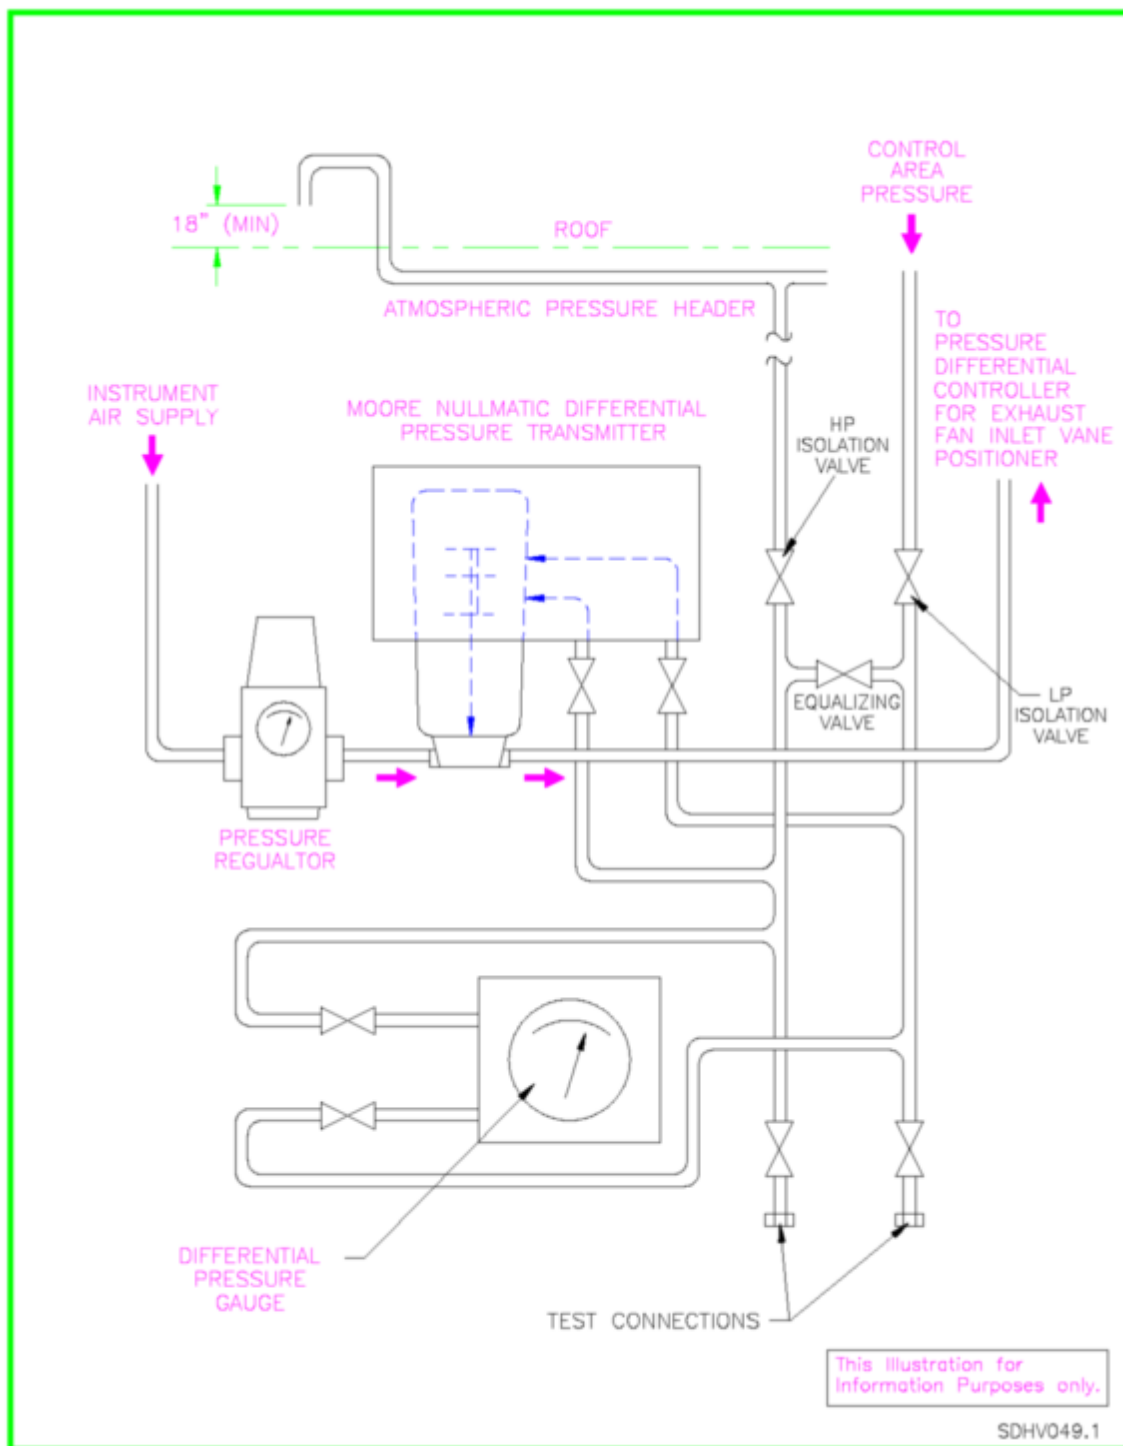 CONTROL
AREA
PRESSURE
18" (MIN)
ROOF
ATMOSPHERIC PRESSURE HEADER
TO
PRESSURE
DIFFERENTIAL
CONTROLLER
FOR EXHAUST
FAN INLET VANE
POSITIONER
INSTRUMENT
AIR SUPPLY
MOORE NULLMATIC DIFFERENTIAL
PRESSURE TRANSMITTER
HP
ISOLATION
VALVE
EQUALIZING
VALVE
LP
ISOLATION
VALVE
PRESSURE
REGUALTOR
DIFFERENTIAL
PRESSURE
GAUGE
TEST CONNECTIONS
This Illustration for
Information Purposes only.
SDHV049.1